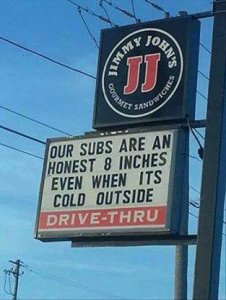 JIMMY JOHN'S
JJ
GOURMET SANDWICHES
OUR SUBS ARE AN
HONEST 8 INCHES
EVEN WHEN ITS
COLD OUTSIDE
DRIVE-THRU